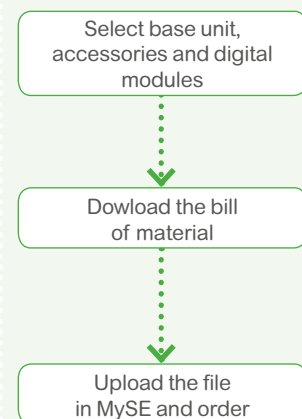 Select base unit,
accessories and digital
modules
Dowload the bill
of material
Upload the file
in MySE and order